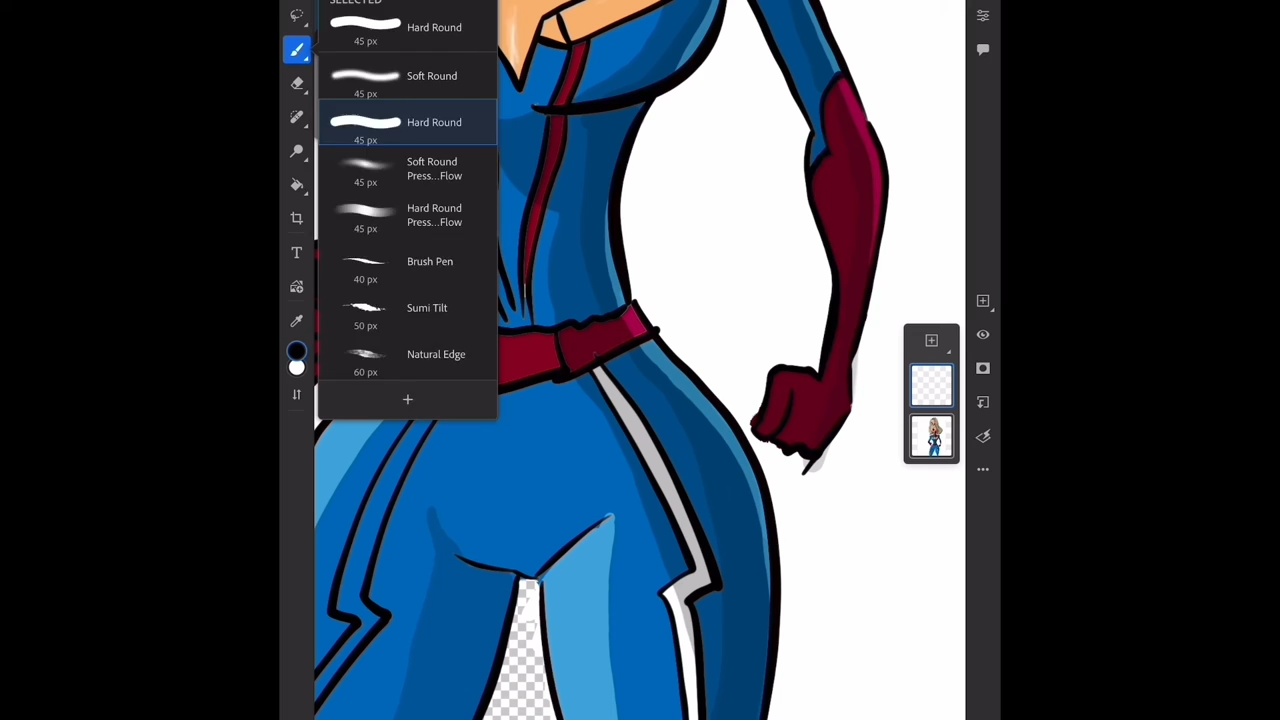 SELECTED
Hard Round
45 px
Soft Round
45 px
Hard Round
45 px
Soft Round
Press...Flow
45 px
Hard Round
Press...Flow
45 px
Brush Pen
40 px
Sumi Tilt
50 px
Natural Edge
60 px